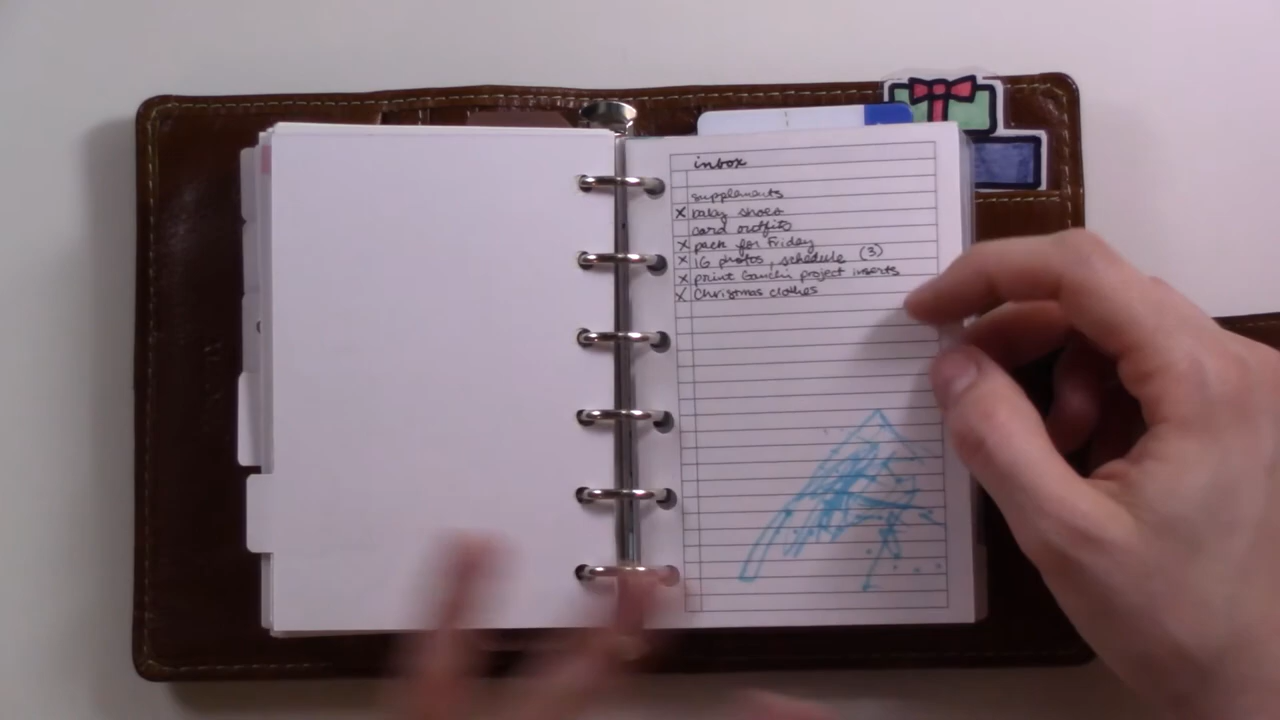 inbox
supplements
x baby shoes
card outfits
x pack for Friday
x IG photos, schedule (3)
x print Gauchi project inserts
x Christmas clothes